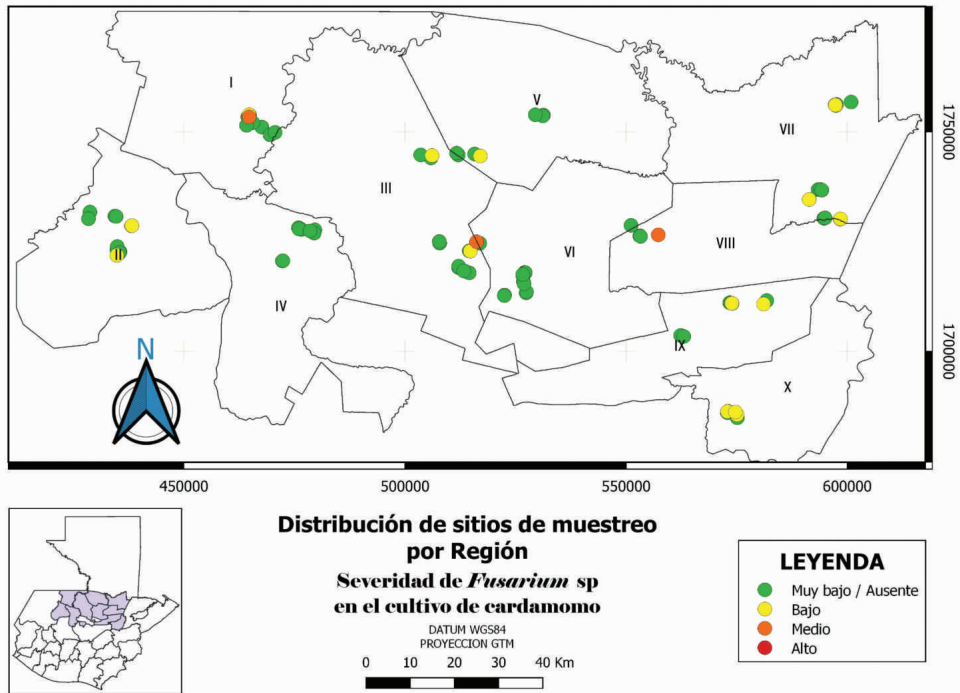 I
V
VII
1750000
III
II
VI
VIII
IV
IX
1700000
X
N
450000
500000
550000
600000
Distribución de sitios de muestreo
por Región
Severidad de Fusarium sp
en el cultivo de cardamomo
DATUM WGS84
PROYECCION GTM
0 10 20 30 40 Km
LEYENDA
Muy bajo / Ausente
Bajo
Medio
Alto